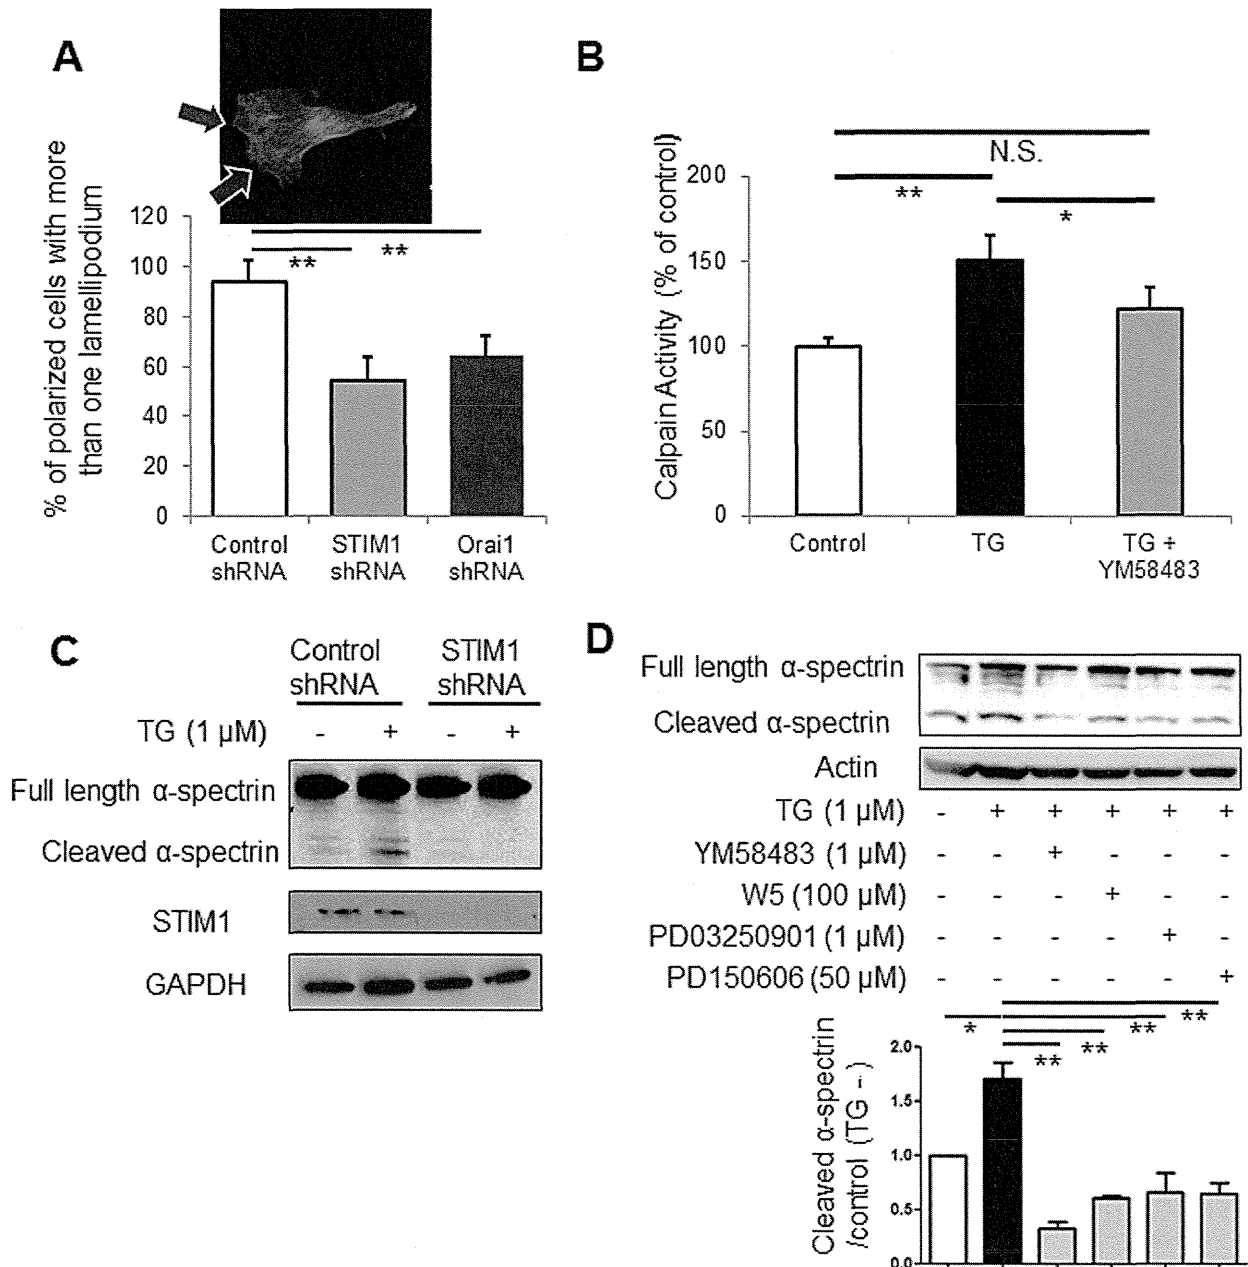 A
% of polarized cells with more
than one lamellipodium
120
100
80
60
40
20
0
**
**
Control
shRNA
STIM1
shRNA
Orai1
shRNA
B
Calpain Activity (% of control)
200
150
100
50
0
N.S.
**
*
Control
TG
TG +
YM58483
C
Control
shRNA
STIM1
shRNA
TG (1 µM)
- + - +
Full length α-spectrin
Cleaved α-spectrin
STIM1
GAPDH
D
Full length α-spectrin
Cleaved α-spectrin
Actin
TG (1 µM) - + + + + +
YM58483 (1 µM) - - + - - -
W5 (100 µM) - - - + - -
PD03250901 (1 µM) - - - - + -
PD150606 (50 µM) - - - - - +
Cleaved α-spectrin
/control (TG -)
2.0
1.5
1.0
0.5
0.0
*
**
**
**
**